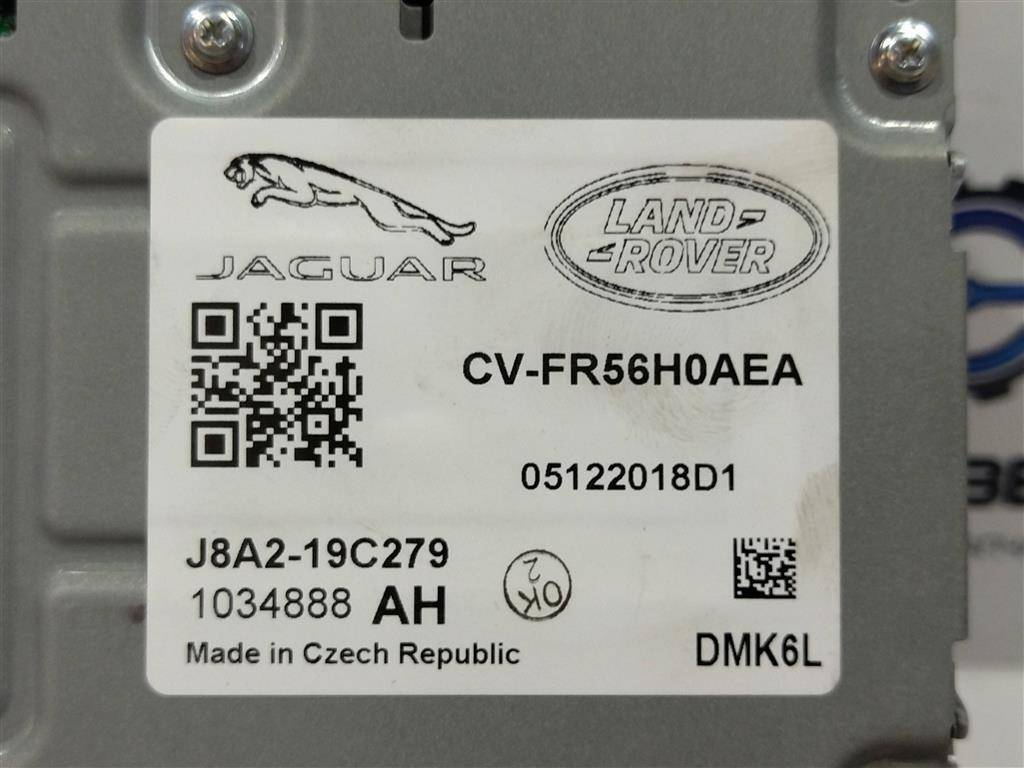 JAGUAR
LAND
ROVER
CV-FR56H0AEA
05122018D1
J8A2-19C279
1034888 AH
OK
2
Made in Czech Republic
DMK6L